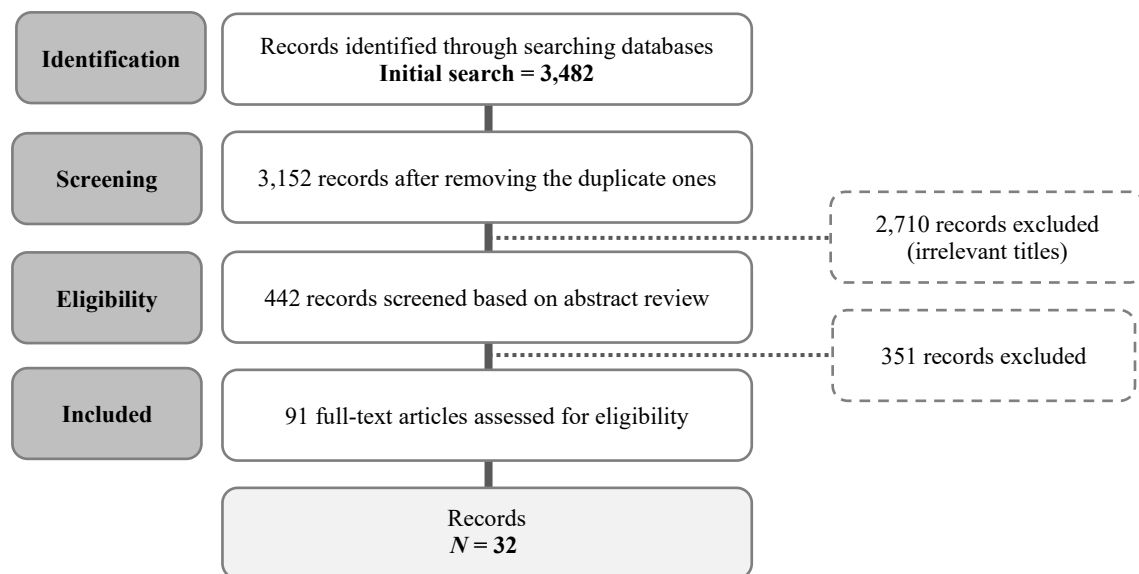 Identification
Records identified through searching databases
Initial search = 3,482
Screening
3,152 records after removing the duplicate ones
2,710 records excluded
(irrelevant titles)
Eligibility
442 records screened based on abstract review
351 records excluded
Included
91 full-text articles assessed for eligibility
Records
N = 32